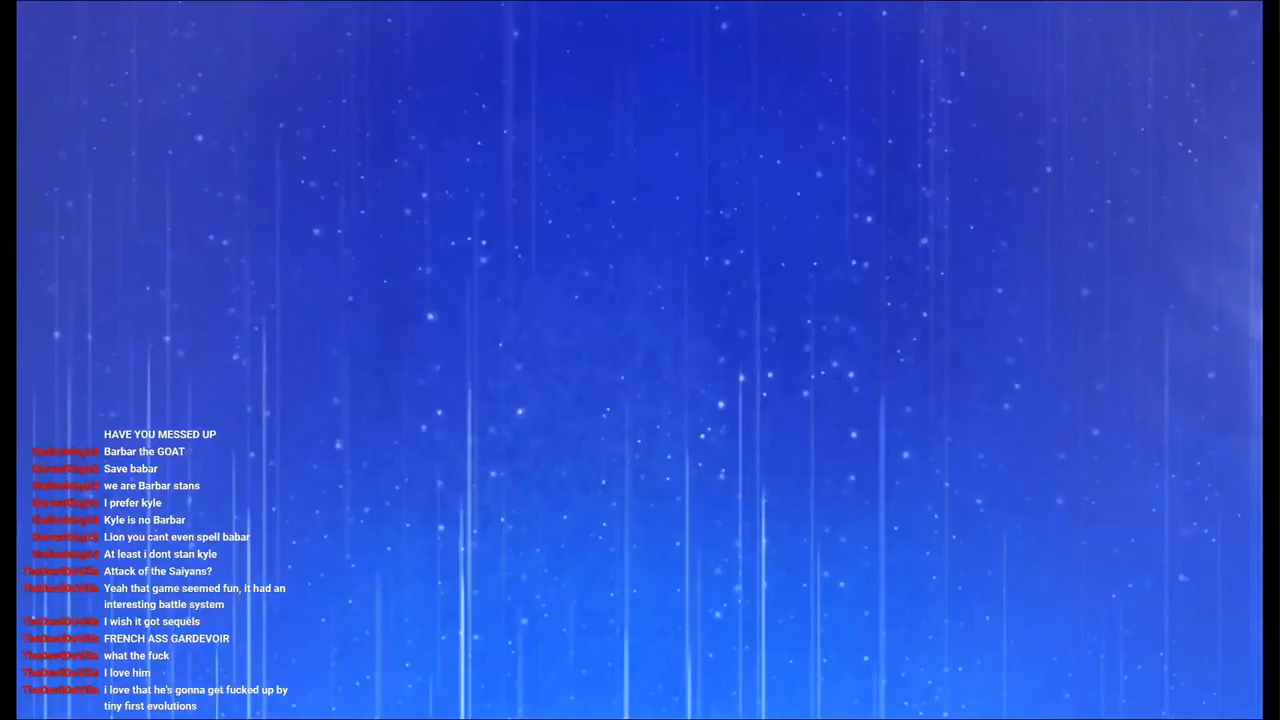 HAVE YOU MESSED UP
Barbar the GOAT
Save babar
we are Barbar stans
I prefer kyle
Kyle is no Barbar
Lion you cant even spell babar
At least i dont stan kyle
Attack of the Saiyans?
Yeah that game seemed fun, it had an
interesting battle system
I wish it got sequels
FRENCH ASS GARDEVOIR
what the fuck
I love him
i love that he's gonna get fucked up by
tiny first evolutions